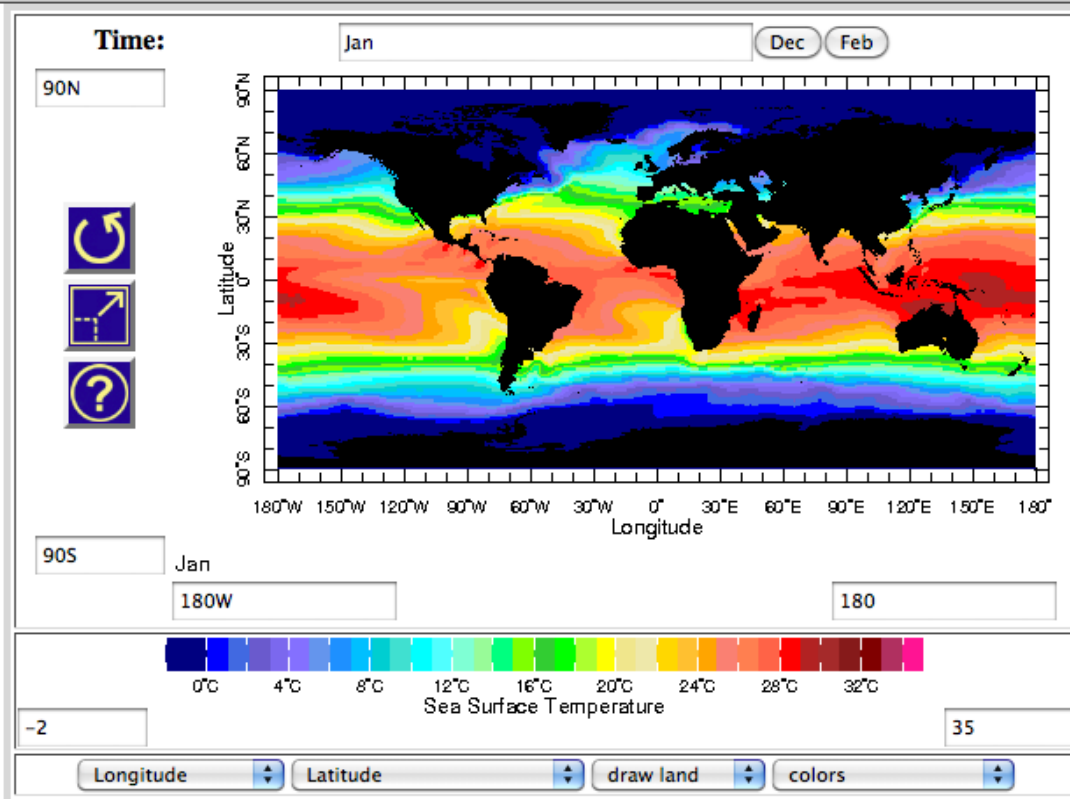 Time:
Jan
Dec
Feb
90N
90°N
60°N
30°N
0°
30°S
60°S
90°S
Latitude
180°W 150°W 120°W 90°W 60°W 30°W 0° 30°E 60°E 90°E 120°E 150°E 180°
Longitude
90S
Jan
180W
180
0°C 4°C 8°C 12°C 16°C 20°C 24°C 28°C 32°C
Sea Surface Temperature
-2
35
Longitude
Latitude
draw land
colors
?